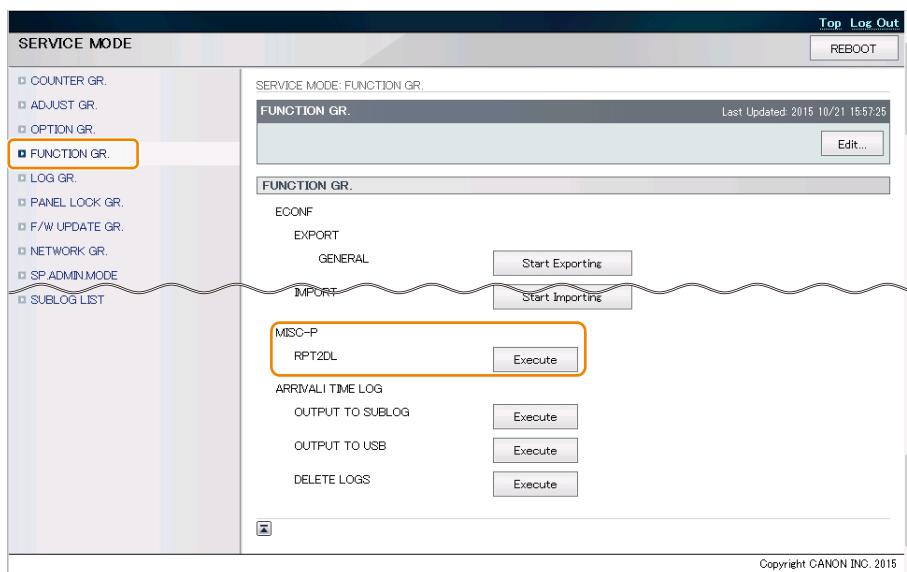 Top Log Out
SERVICE MODE
REBOOT
COUNTER GR.
ADJUST GR.
OPTION GR.
FUNCTION GR.
LOG GR.
PANEL LOCK GR.
F/W UPDATE GR.
NETWORK GR.
SP.ADMIN.MODE
SUBLOG LIST
SERVICE MODE: FUNCTION GR.
FUNCTION GR. Last Updated: 2015 10/21 15:57:25
Edit...
FUNCTION GR.
ECONF
EXPORT
GENERAL Start Exporting
IMPORT Start Importing
MISC-P
RPT2DL Execute
ARRIVALI TIME LOG
OUTPUT TO SUBLOG Execute
OUTPUT TO USB Execute
DELETE LOGS Execute
Copyright CANON INC. 2015